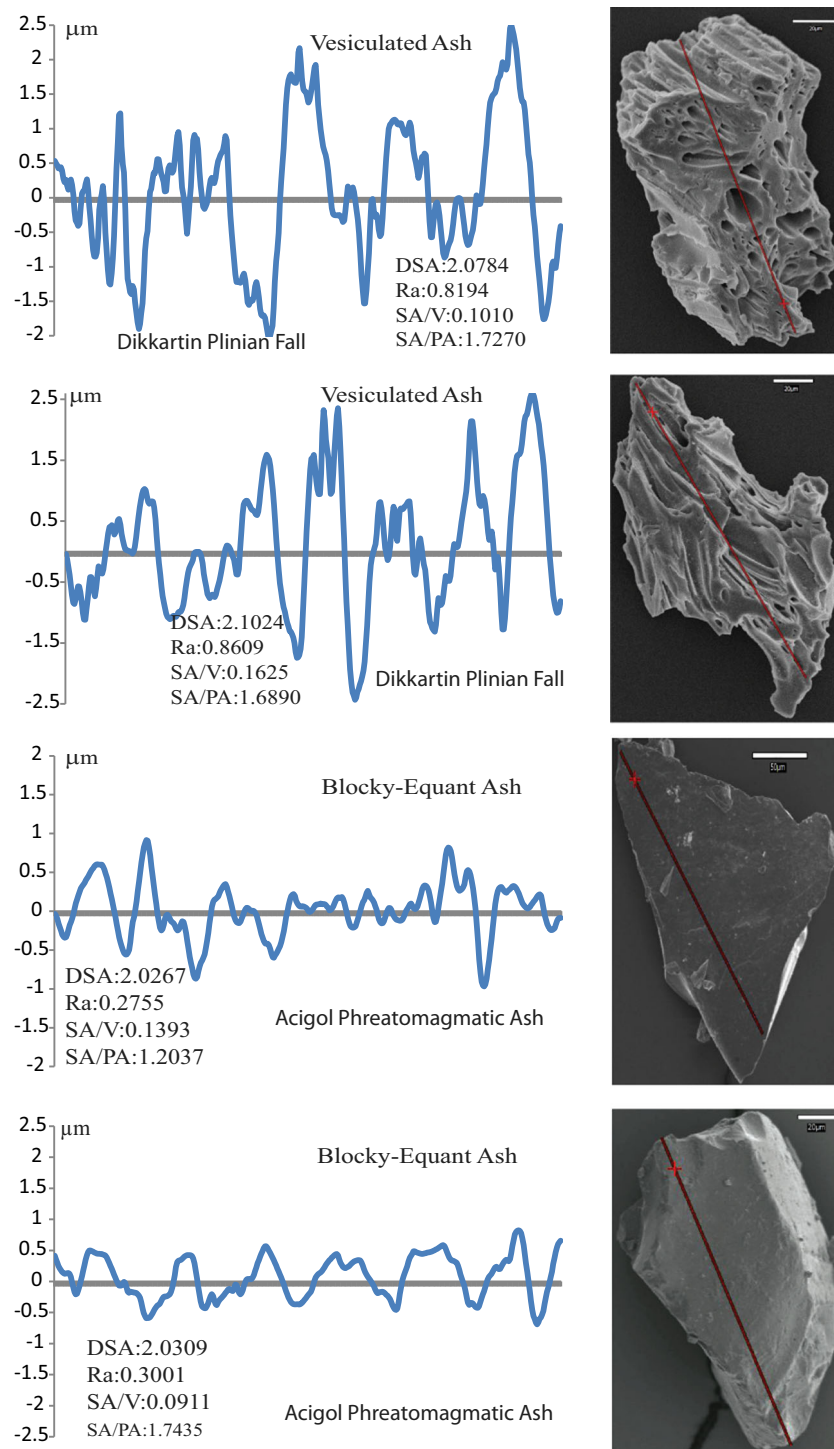 2.5
μm
Vesiculated Ash
2
1.5
1
0.5
0
-0.5
-1
-1.5
-2
DSA:2.0784
Ra:0.8194
SA/V:0.1010
SA/PA:1.7270
Dikkartin Plinian Fall
20μm
2.5
μm
Vesiculated Ash
1.5
0.5
-0.5
-1.5
-2.5
DSA:2.1024
Ra:0.8609
SA/V:0.1625
SA/PA:1.6890
Dikkartin Plinian Fall
20μm
2
μm
Blocky-Equant Ash
1
0.5
0
-0.5
-1
-1.5
-2
DSA:2.0267
Ra:0.2755
SA/V:0.1393
SA/PA:1.2037
Acigol Phreatomagmatic Ash
50μm
2.5
μm
Blocky-Equant Ash
2
1.5
1
0.5
0
-0.5
-1
-1.5
-2
-2.5
DSA:2.0309
Ra:0.3001
SA/V:0.0911
SA/PA:1.7435
Acigol Phreatomagmatic Ash
20μm